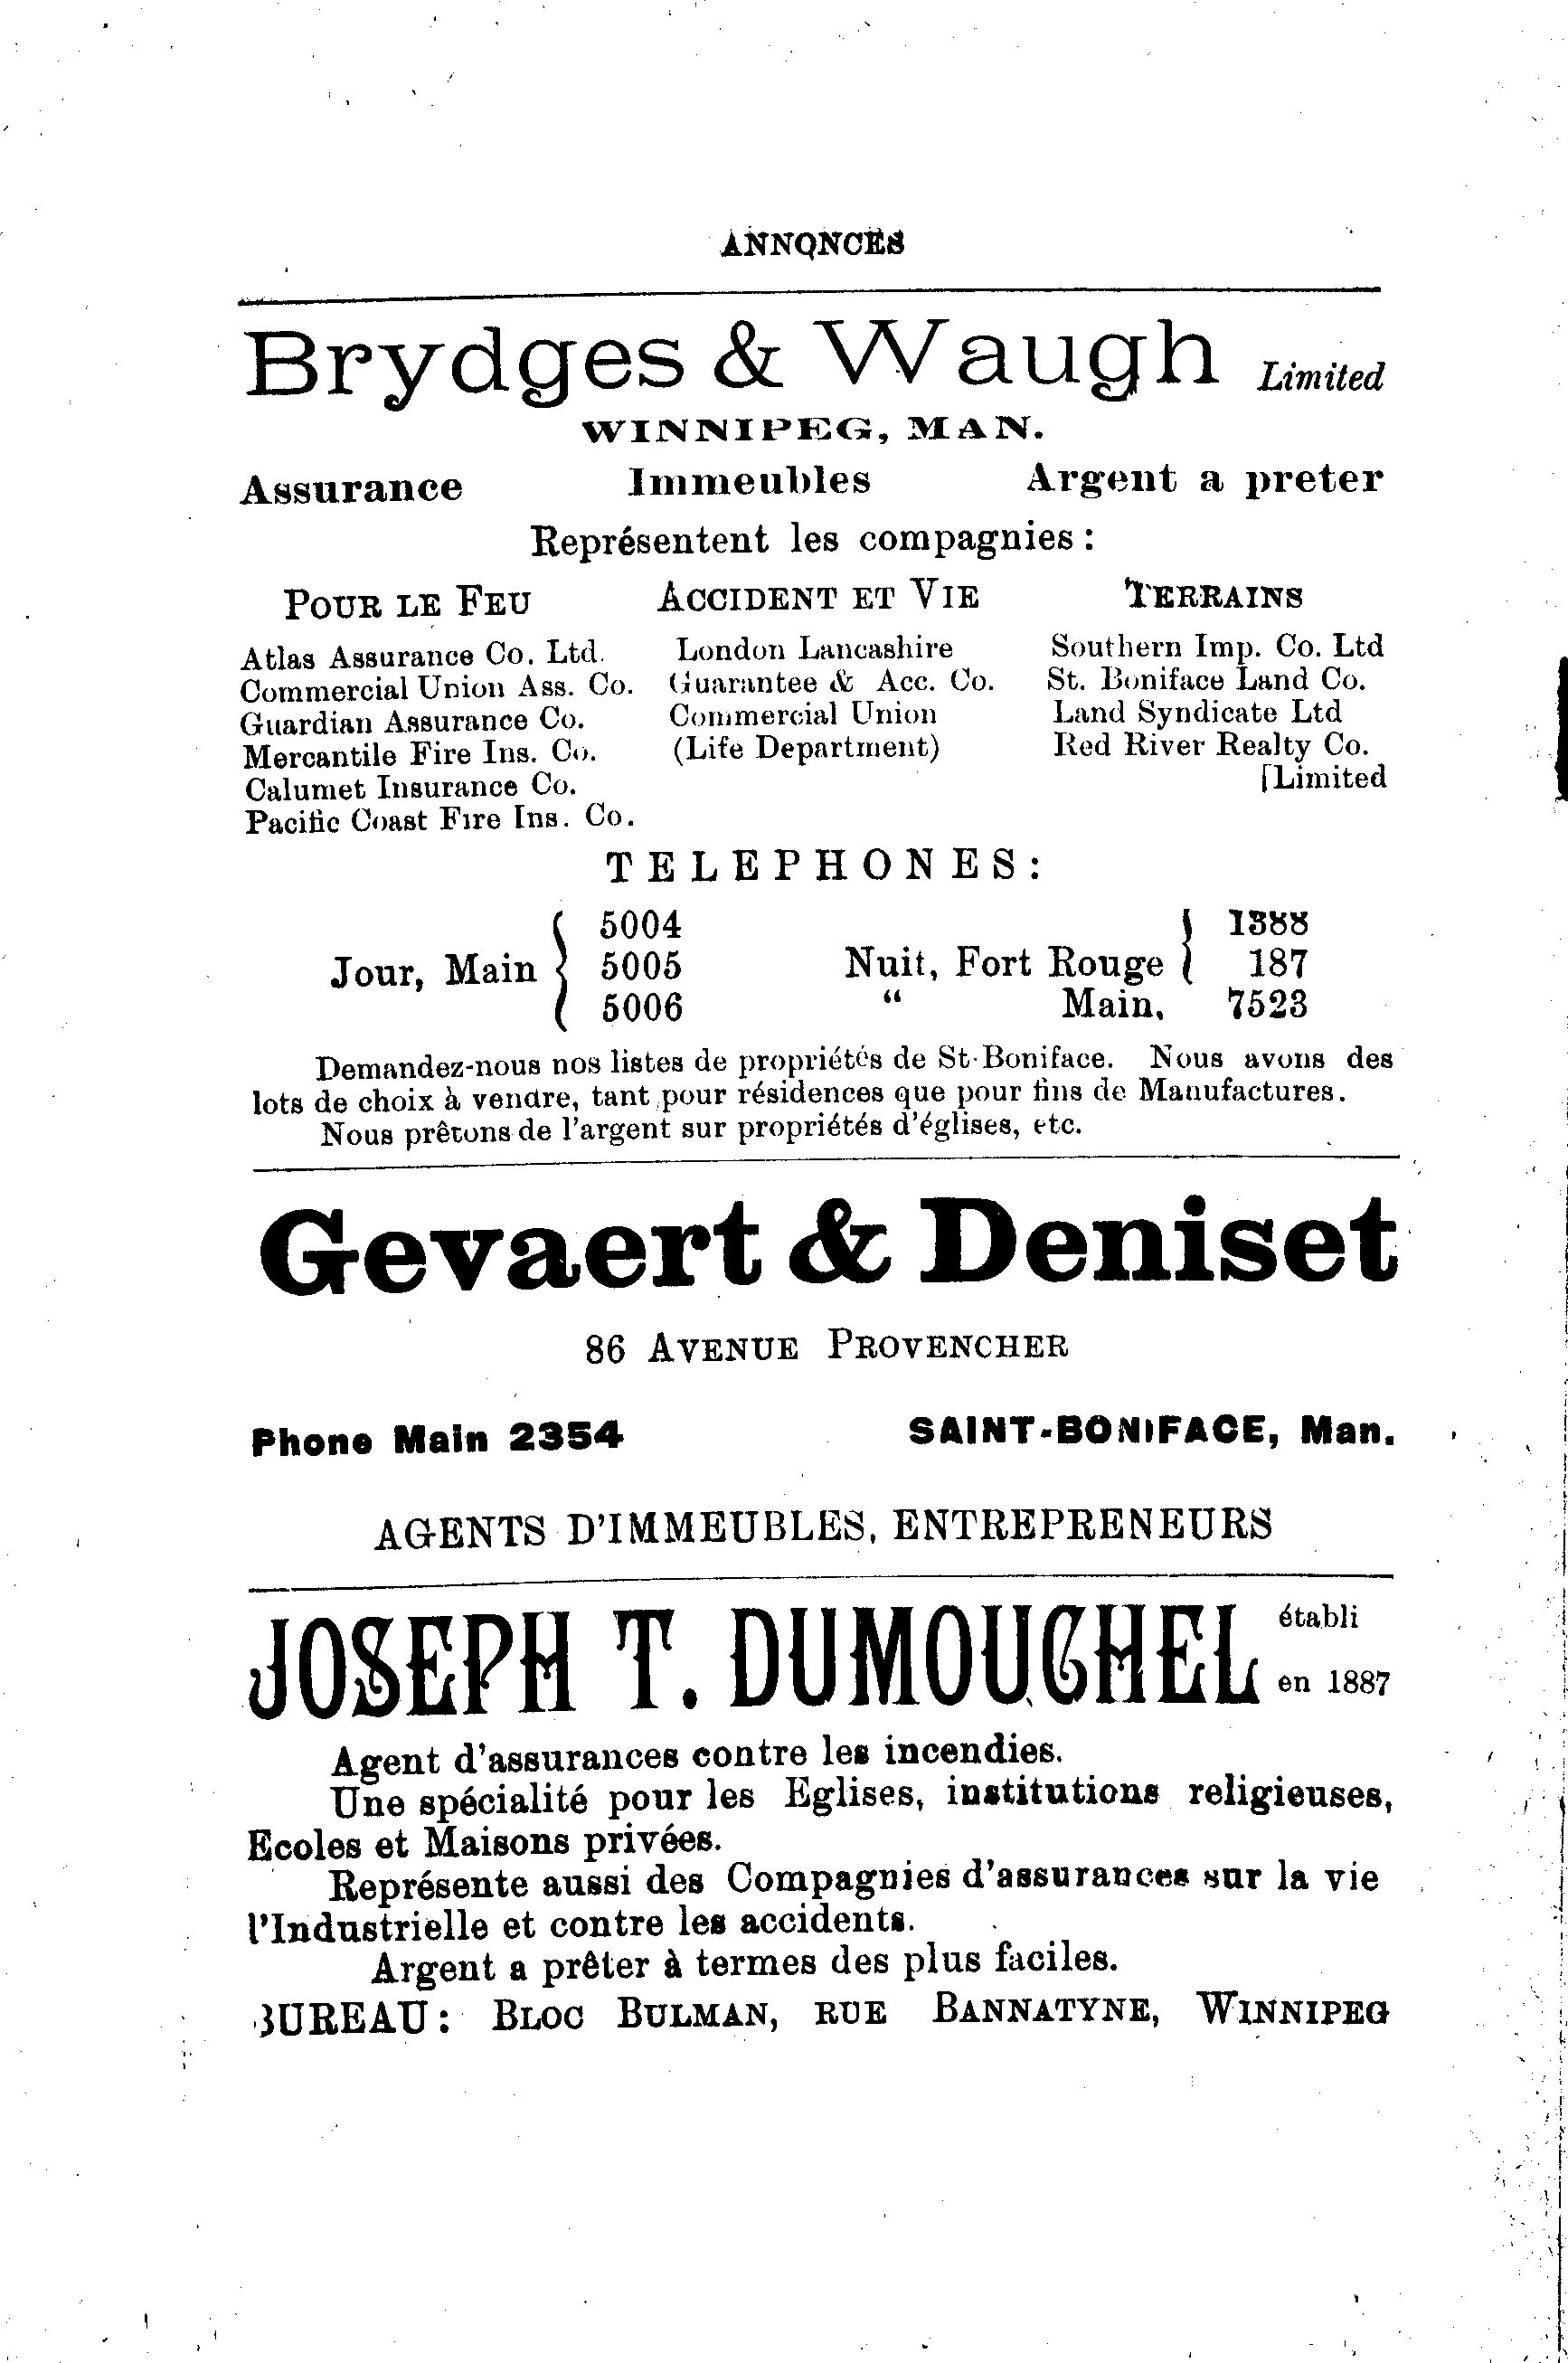 ANNONCES
Brydges & Waugh Limited
WINNIPEG, MAN.
Assurance Immeubles Argent a preter
Représentent les compagnies :
POUR LE FEU ACCIDENT ET VIE TERRAINS
Atlas Assurance Co. Ltd. London Lancashire Southern Imp. Co. Ltd
Commercial Union Ass. Co. Guarantee & Acc. Co. St. Boniface Land Co.
Guardian Assurance Co. Commercial Union Land Syndicate Ltd
Mercantile Fire Ins. Co. (Life Department) Red River Realty Co.
Calumet Insurance Co. [Limited
Pacific Coast Fire Ins. Co.
TELEPHONES:
5004 1388
Jour, Main { 5005 Nuit, Fort Rouge } 187
5006 “ Main, 7523
Demandez-nous nos listes de propriétés de St-Boniface. Nous avons des
lots de choix à vendre, tant pour résidences que pour fins de Manufactures.
Nous prêtons de l'argent sur propriétés d'églises, etc.
Gevaert & Deniset
86 AVENUE PROVENCHER
Phone Main 2354 SAINT-BONIFACE, Man.
AGENTS D'IMMEUBLES, ENTREPRENEURS
JOSEPH T. DUMOUCHEL établi
en 1887
Agent d'assurances contre les incendies.
Une spécialité pour les Eglises, institutions religieuses,
Ecoles et Maisons privées.
Représente aussi des Compagnies d'assurances sur la vie
l'Industrielle et contre les accidents.
Argent a prêter à termes des plus faciles.
BUREAU: BLOC BULMAN, RUE BANNATYNE, WINNIPEG